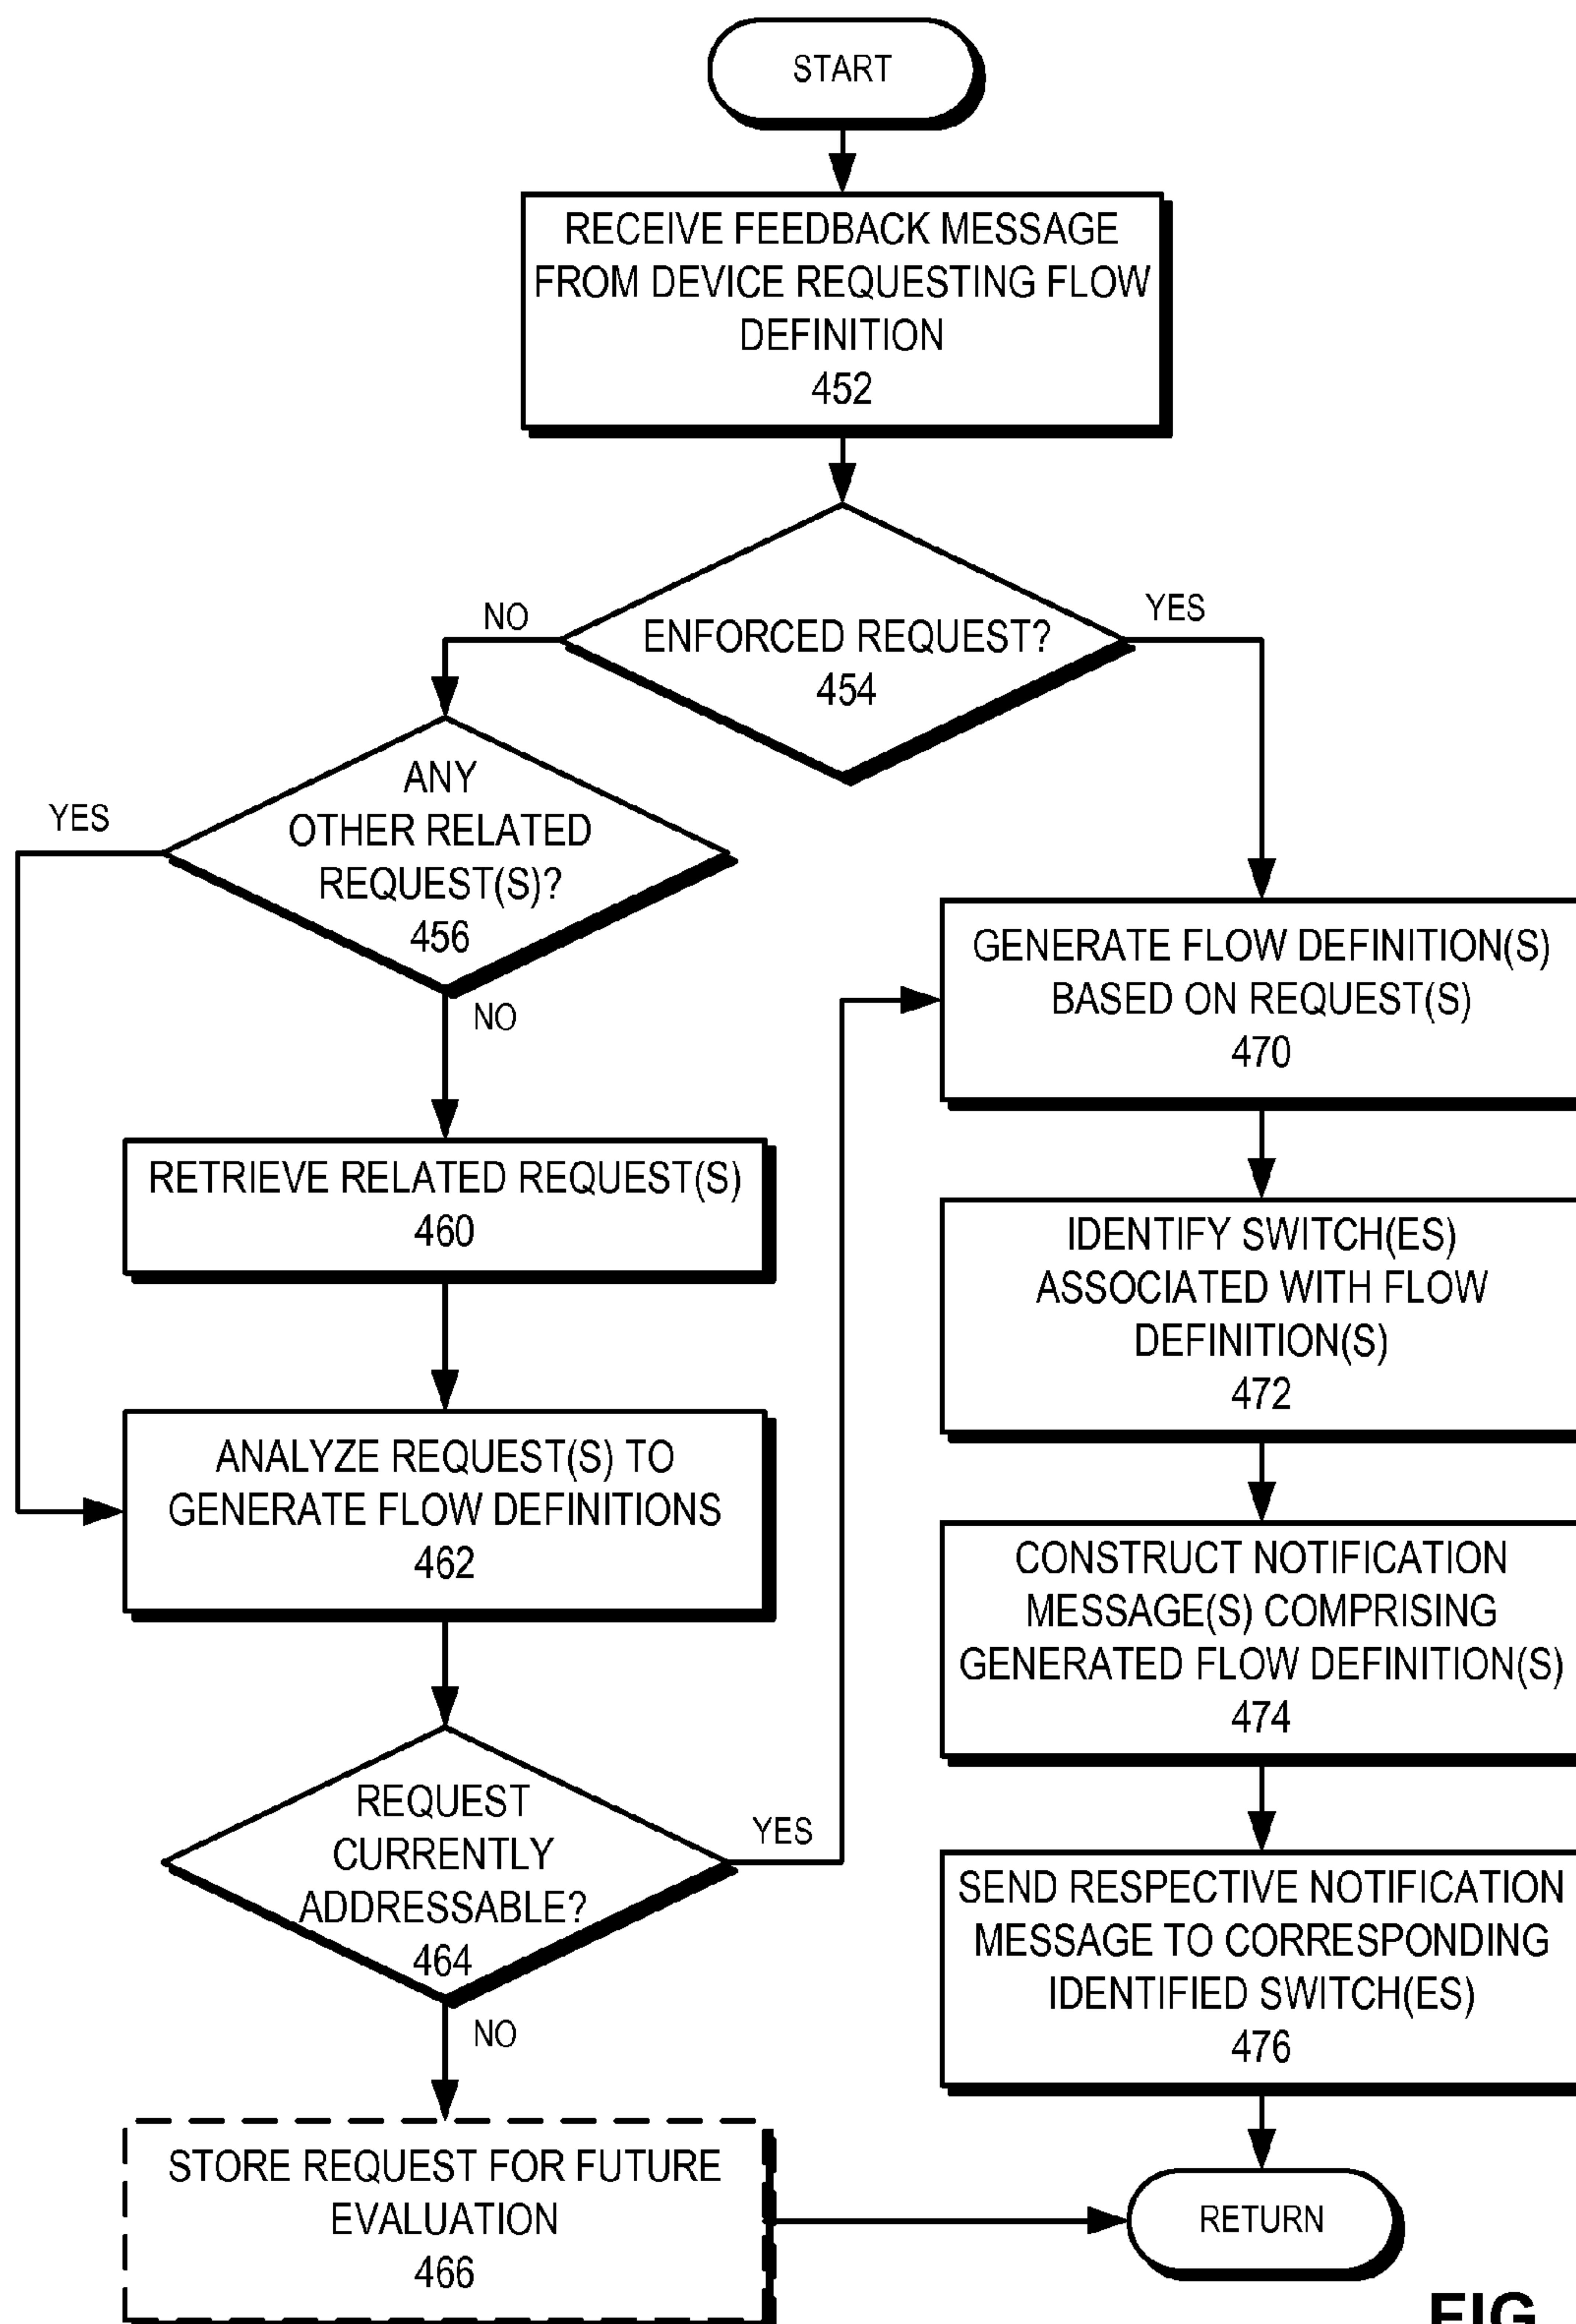 START
RECEIVE FEEDBACK MESSAGE
FROM DEVICE REQUESTING FLOW
DEFINITION
452
NO
ENFORCED REQUEST?
454
YES
YES
ANY
OTHER RELATED
REQUEST(S)?
456
NO
RETRIEVE RELATED REQUEST(S)
460
ANALYZE REQUEST(S) TO
GENERATE FLOW DEFINITIONS
462
REQUEST
CURRENTLY
ADDRESSABLE?
464
YES
NO
STORE REQUEST FOR FUTURE
EVALUATION
466
GENERATE FLOW DEFINITION(S)
BASED ON REQUEST(S)
470
IDENTIFY SWITCH(ES)
ASSOCIATED WITH FLOW
DEFINITION(S)
472
CONSTRUCT NOTIFICATION
MESSAGE(S) COMPRISING
GENERATED FLOW DEFINITION(S)
474
SEND RESPECTIVE NOTIFICATION
MESSAGE TO CORRESPONDING
IDENTIFIED SWITCH(ES)
476
RETURN
FIG